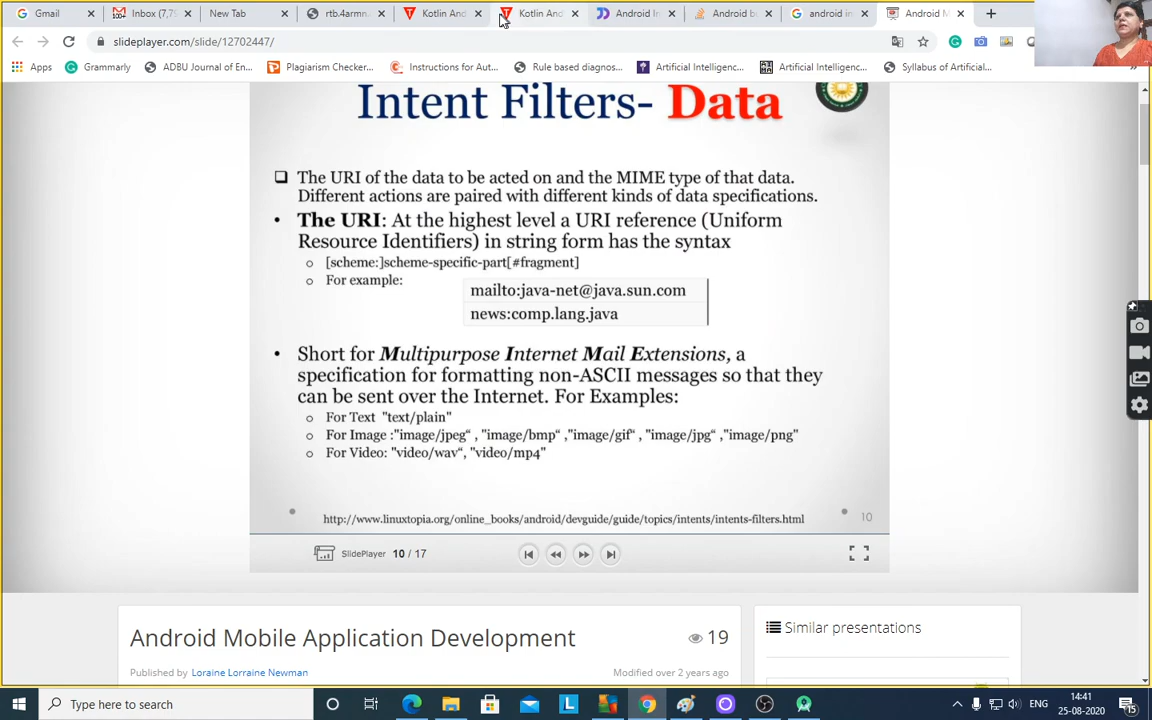 Gmail
Inbox (7,79
New Tab
rtb.4armn
Kotlin And
Kotlin And
Android In
Android b
android in
Android M
slideplayer.com/slide/12702447/
Apps
Grammarly
ADBU Journal of En...
Plagiarism Checker...
Instructions for Aut...
Rule based diagnos...
Artificial Intelligenc...
Artificial Intelligenc...
Syllabus of Artificial...
Intent Filters- Data
The URI of the data to be acted on and the MIME type of that data.
Different actions are paired with different kinds of data specifications.
• The URI: At the highest level a URI reference (Uniform
Resource Identifiers) in string form has the syntax
o [scheme:]scheme-specific-part[#fragment]
o For example:
mailto:java-net@java.sun.com
news:comp.lang.java
• Short for Multipurpose Internet Mail Extensions, a
specification for formatting non-ASCII messages so that they
can be sent over the Internet. For Examples:
o For Text "text/plain"
o For Image :"image/jpeg" , "image/bmp" ,"image/gif" , "image/jpg" ,"image/png"
o For Video: "video/wav", "video/mp4"
• http://www.linuxtopia.org/online_books/android/devguide/guide/topics/intents/intents-filters.html • 10
SlidePlayer 10 / 17
Android Mobile Application Development
19
Similar presentations
Published by Loraine Lorraine Newman
Modified over 2 years ago
Type here to search
ENG
14:41
25-08-2020
15